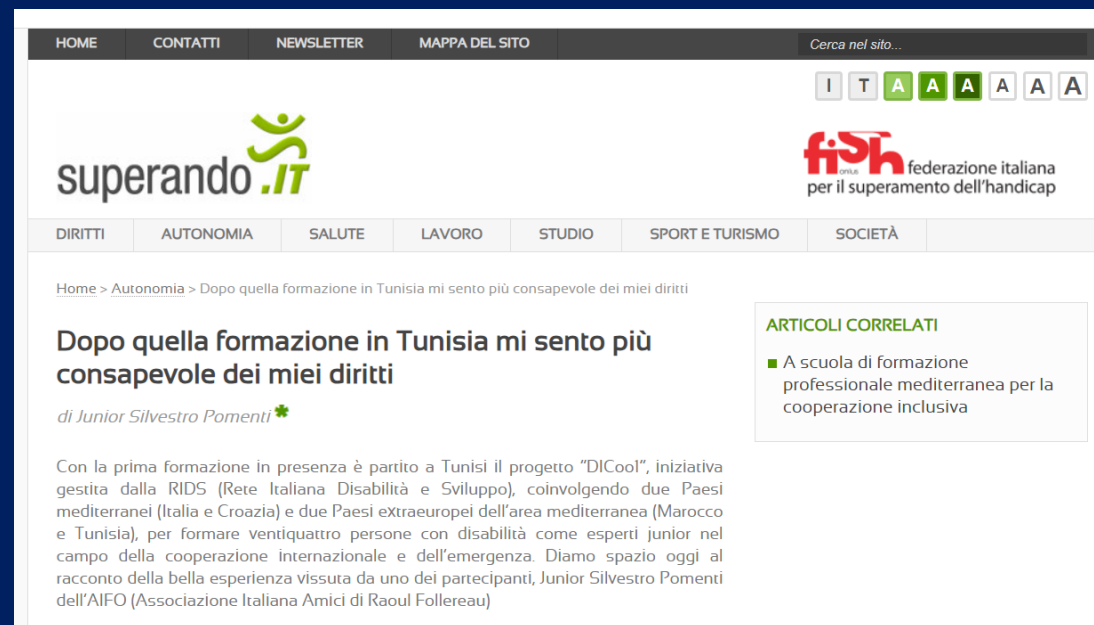 HOME CONTATTI NEWSLETTER MAPPA DEL SITO Cerca nel sito...
I T A A A A A A
superando.IT
fish onlus federazione italiana
per il superamento dell'handicap
DIRITTI AUTONOMIA SALUTE LAVORO STUDIO SPORT E TURISMO SOCIETÀ
Home > Autonomia > Dopo quella formazione in Tunisia mi sento più consapevole dei miei diritti
Dopo quella formazione in Tunisia mi sento più
consapevole dei miei diritti
di Junior Silvestro Pomenti *
Con la prima formazione in presenza è partito a Tunisi il progetto "DICool", iniziativa
gestita dalla RIDS (Rete Italiana Disabilità e Sviluppo), coinvolgendo due Paesi
mediterranei (Italia e Croazia) e due Paesi extraeuropei dell'area mediterranea (Marocco
e Tunisia), per formare ventiquattro persone con disabilità come esperti junior nel
campo della cooperazione internazionale e dell'emergenza. Diamo spazio oggi al
racconto della bella esperienza vissuta da uno dei partecipanti, Junior Silvestro Pomenti
dell'AIFO (Associazione Italiana Amici di Raoul Follereau)
ARTICOLI CORRELATI
A scuola di formazione
professionale mediterranea per la
cooperazione inclusiva